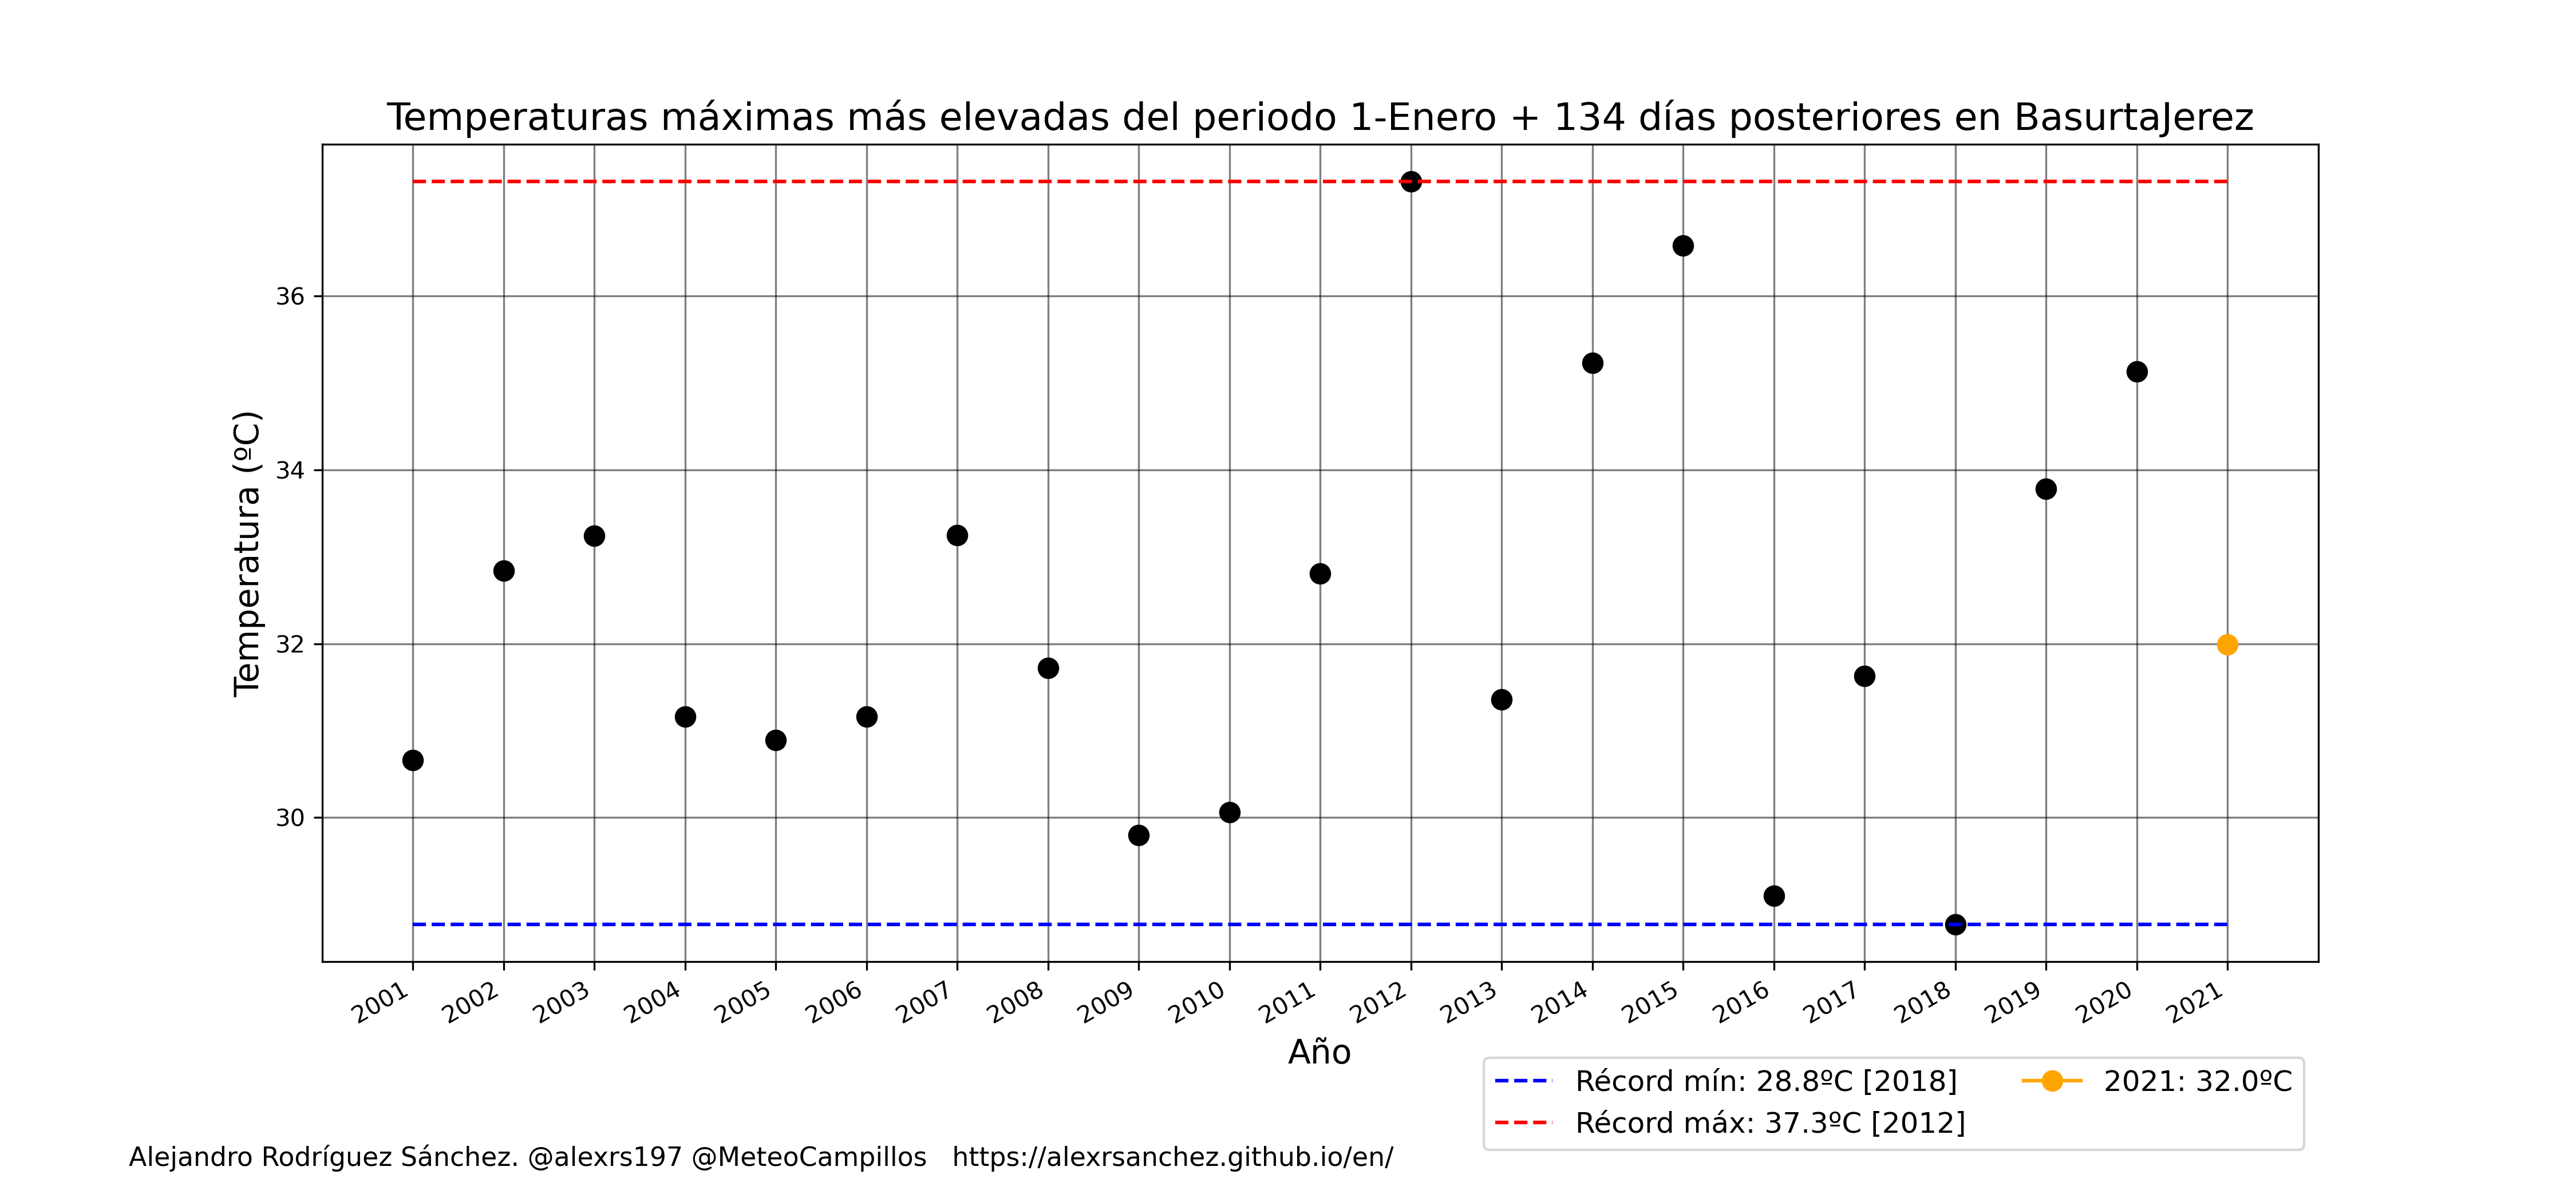 Temperaturas máximas más elevadas del periodo 1-Enero + 134 días posteriores en BasurtaJerez
Temperatura (ºC)
36
34
32
30
2001 2002 2003 2004 2005 2006 2007 2008 2009 2010 2011 2012 2013 2014 2015 2016 2017 2018 2019 2020 2021
Año
Récord mín: 28.8ºC [2018]
Récord máx: 37.3ºC [2012]
2021: 32.0ºC
Alejandro Rodríguez Sánchez. @alexrs197 @MeteoCampillos https://alexrsanchez.github.io/en/